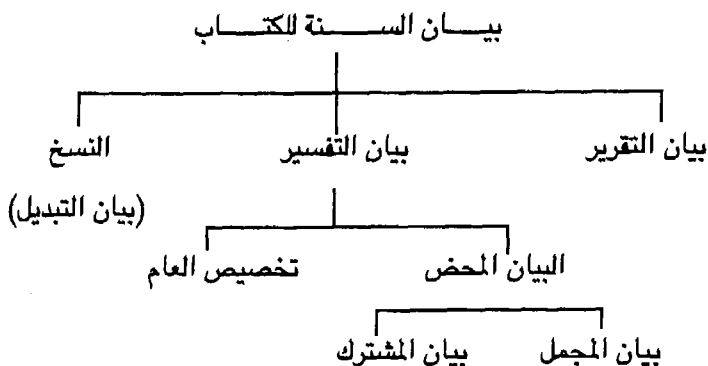 بيان السنة للكتاب
بيان التقرير بيان التفسير النسخ
(بيان التبديل)
البيان المحض تخصيص العام
بيان المجمل بيان المشترك